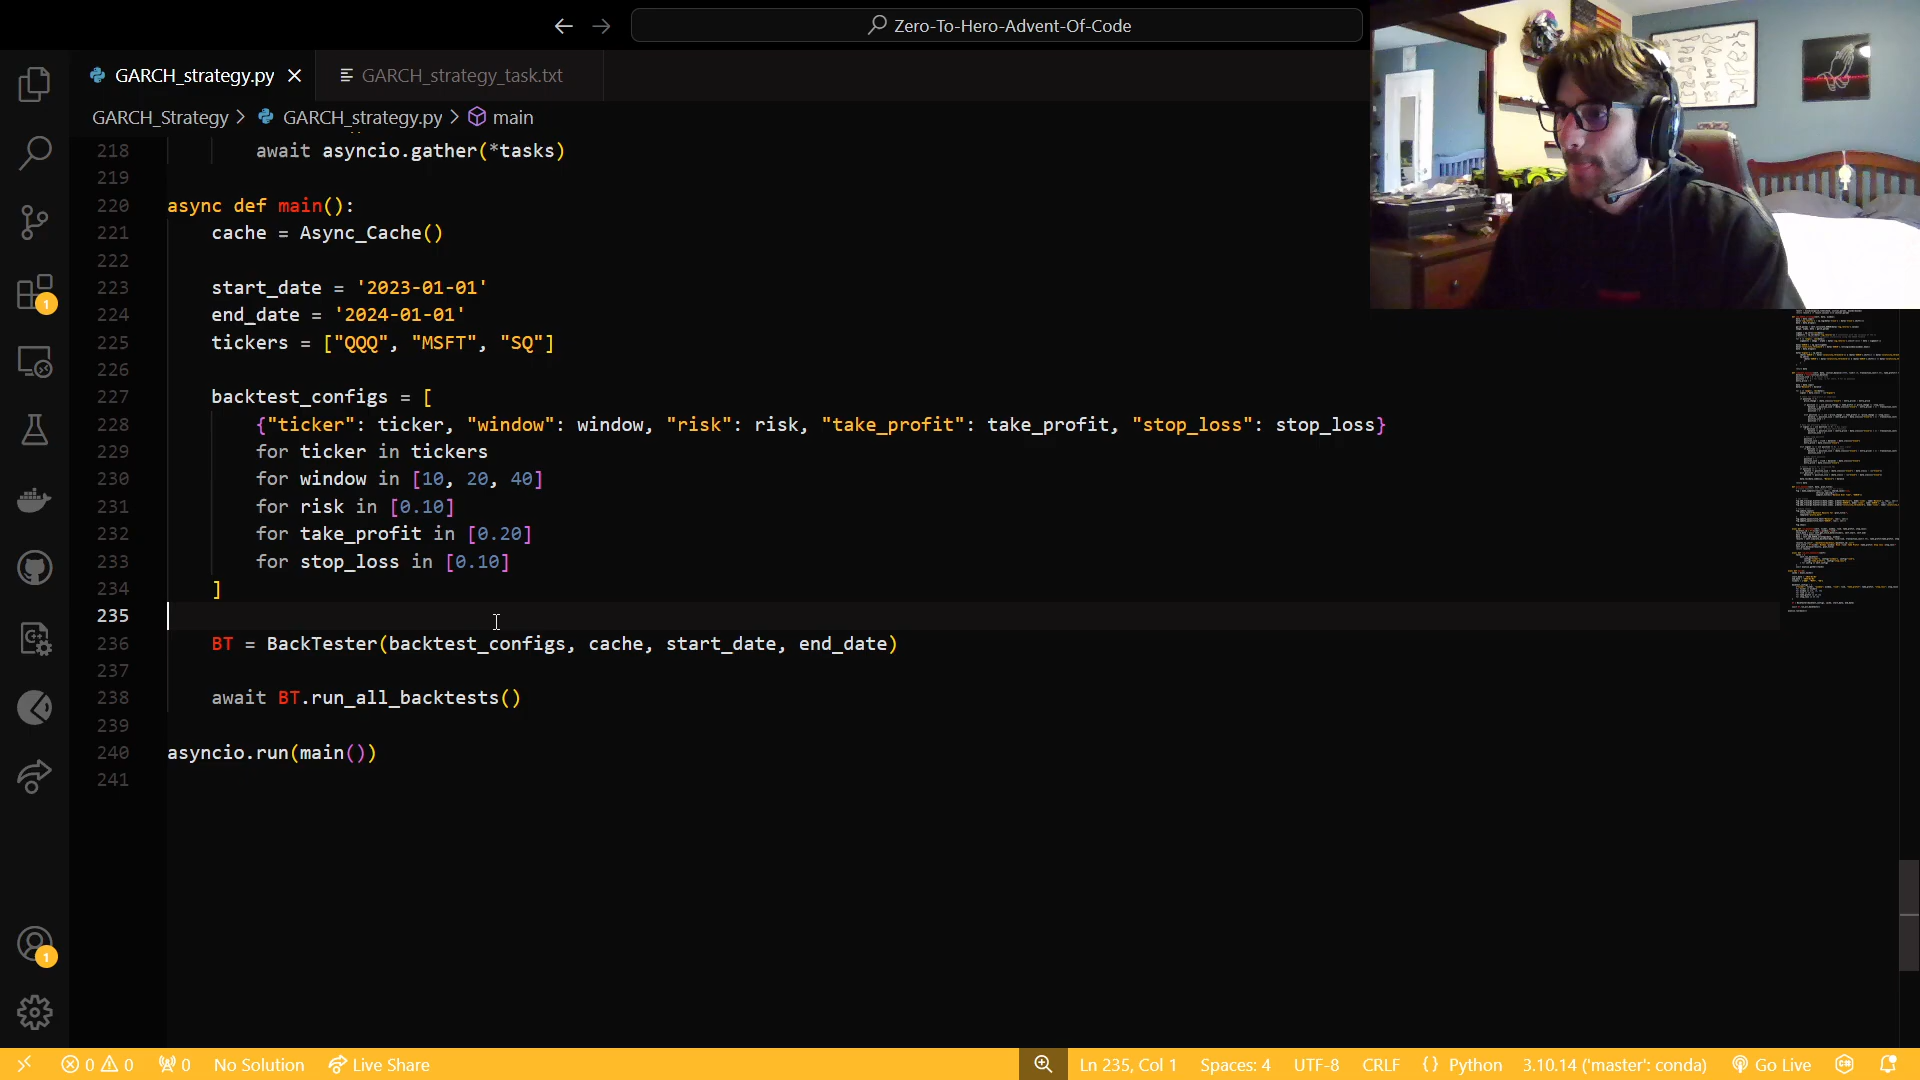 Zero-To-Hero-Advent-Of-Code
GARCH_strategy.py
GARCH_strategy_task.txt
GARCH_Strategy > GARCH_strategy.py > main
218 await asyncio.gather(*tasks)
219
220 async def main():
221 cache = Async_Cache()
222
223 start_date = '2023-01-01'
224 end_date = '2024-01-01'
225 tickers = ["QQQ", "MSFT", "SQ"]
226
227 backtest_configs = [
228 {"ticker": ticker, "window": window, "risk": risk, "take_profit": take_profit, "stop_loss": stop_loss}
229 for ticker in tickers
230 for window in [10, 20, 40]
231 for risk in [0.10]
232 for take_profit in [0.20]
233 for stop_loss in [0.10]
234 ]
235
236 BT = BackTester(backtest_configs, cache, start_date, end_date)
237
238 await BT.run_all_backtests()
239
240 asyncio.run(main())
241
1
1
0 0 0 No Solution Live Share Ln 235, Col 1 Spaces: 4 UTF-8 CRLF {} Python 3.10.14 ('master': conda) Go Live